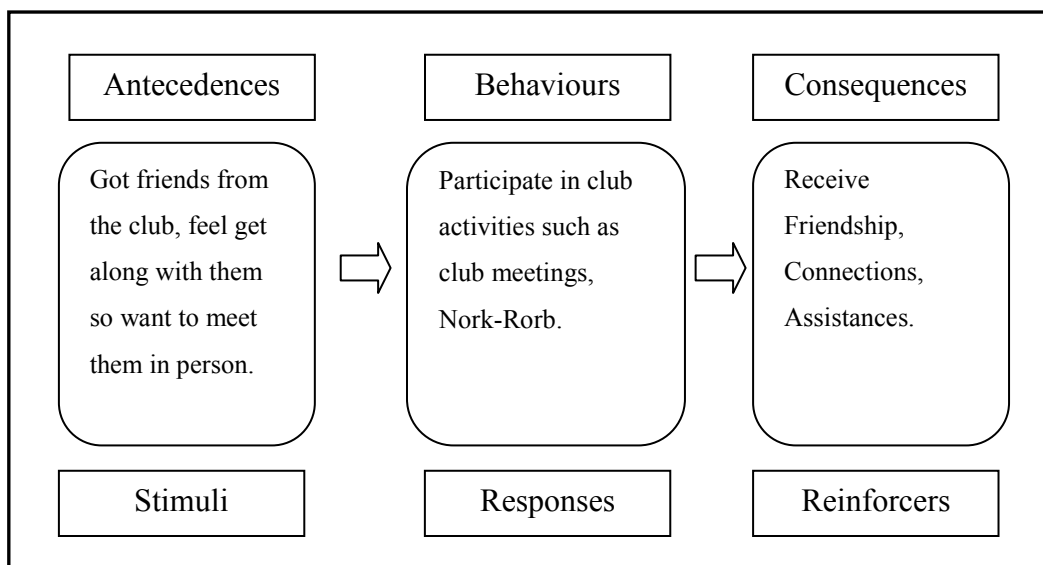 Antecedences
Behaviours
Consequences
Got friends from
the club, feel get
along with them
so want to meet
them in person.
Participate in club
activities such as
club meetings,
Nork-Rorb.
Receive
Friendship,
Connections,
Assistances.
Stimuli
Responses
Reinforcers